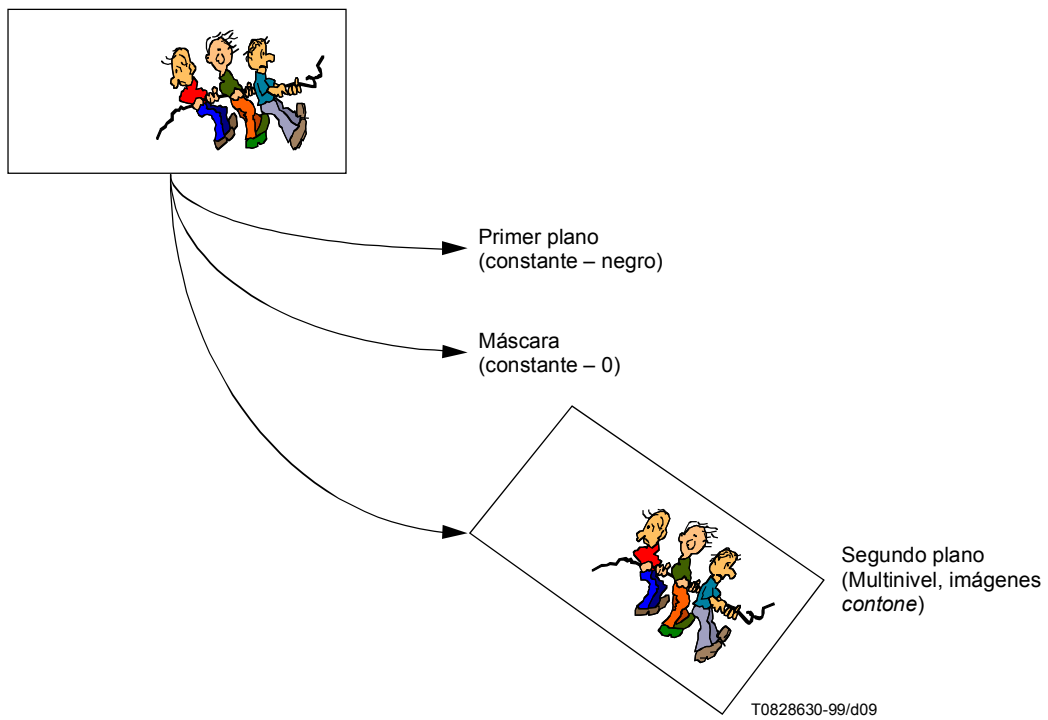 Primer plano
(constante – negro)
Máscara
(constante – 0)
Segundo plano
(Multinivel, imágenes
contone)
T0828630-99/d09